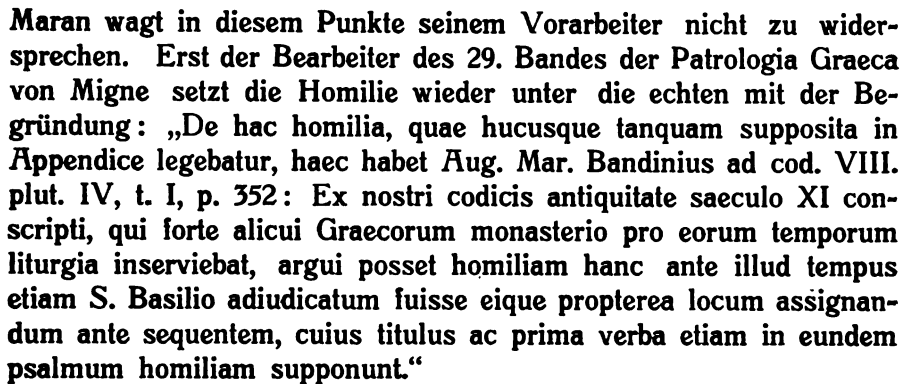 Maran wagt in diesem Punkte seinem Vorarbeiter nicht zu wider-
sprechen. Erst der Bearbeiter des 29. Bandes der Patrologia Graeca
von Migne setzt die Homilie wieder unter die echten mit der Be-
gründung: „De hac homilia, quae hucusque tanquam supposita in
Appendice legebatur, haec habet Aug. Mar. Bandinius ad cod. VIII.
plut. IV, t. I, p. 352: Ex nostri codicis antiquitate saeculo XI con-
scripti, qui forte alicui Graecorum monasterio pro eorum temporum
liturgia inserviebat, argui posset homiliam hanc ante illud tempus
etiam S. Basilio adiudicatum fuisse eique propterea locum assignan-
dum ante sequentem, cuius titulus ac prima verba etiam in eundem
psalmum homiliam supponunt.“